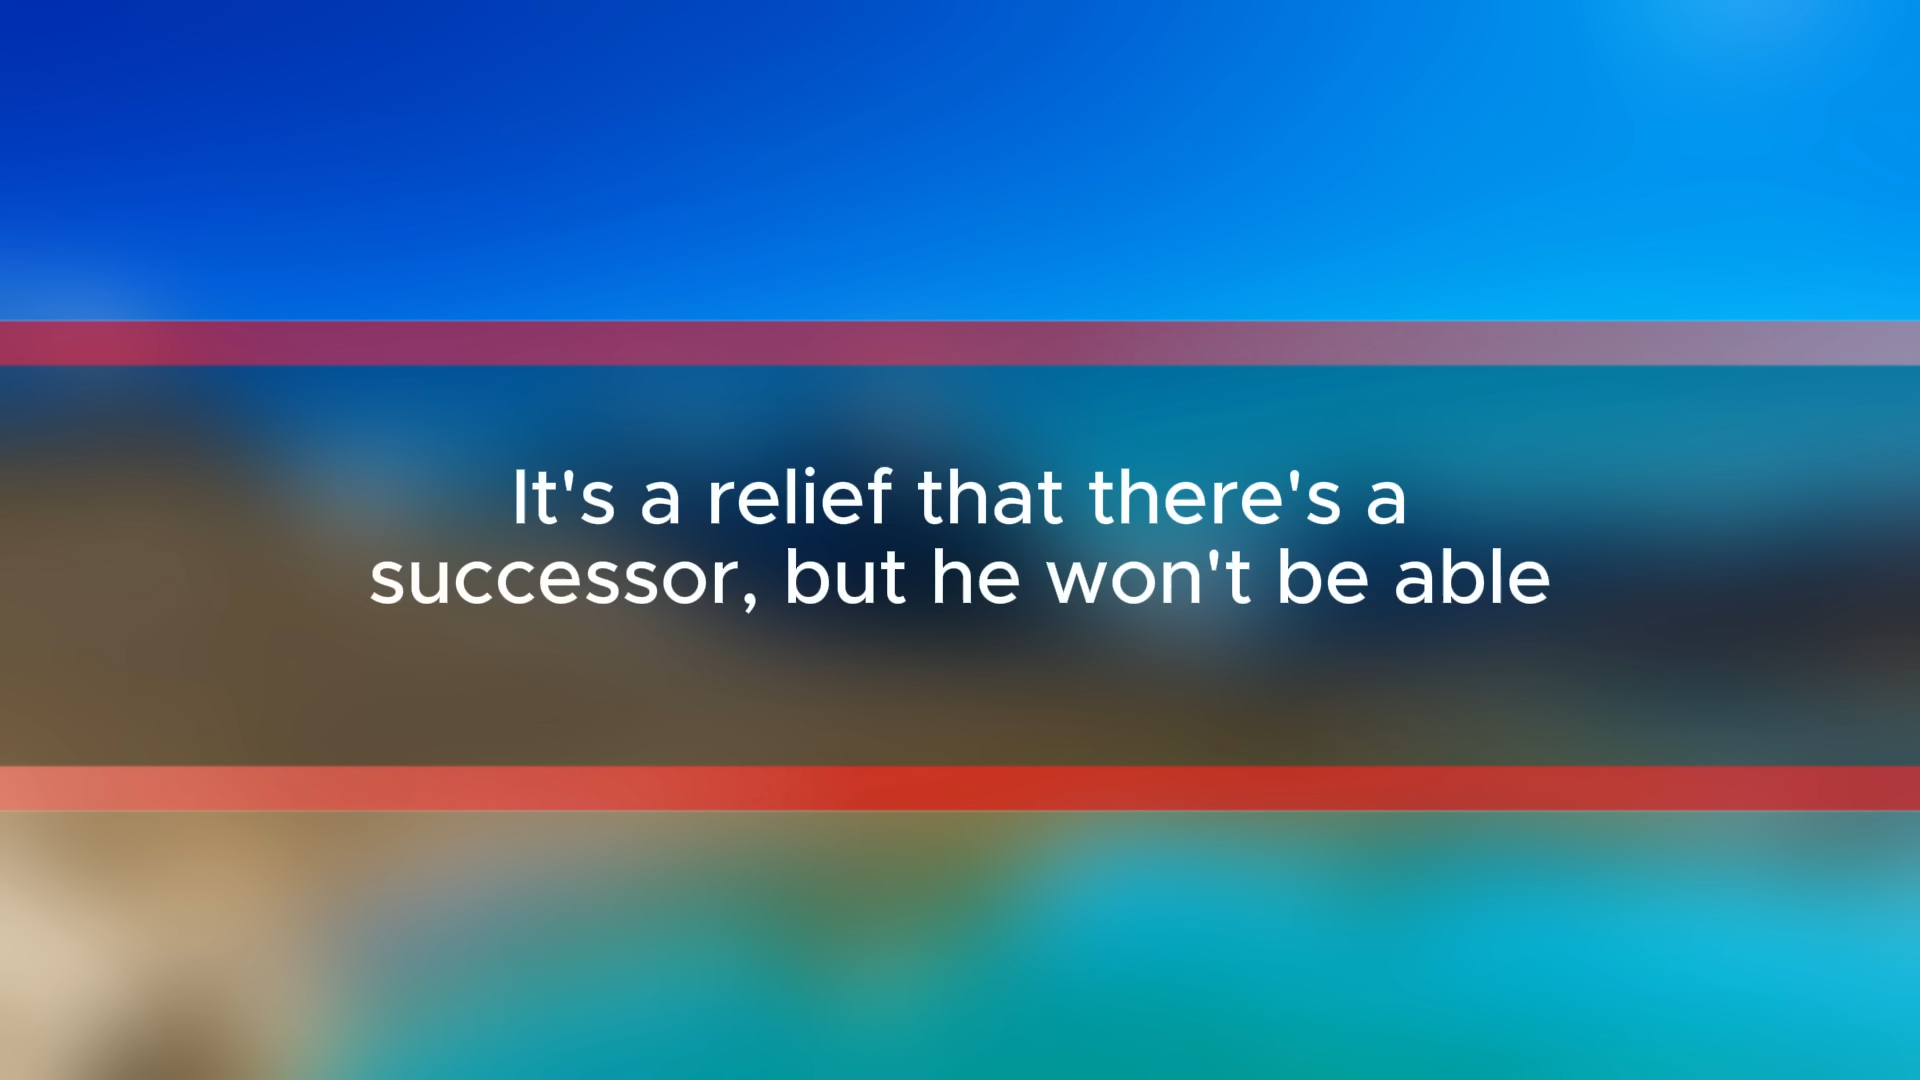 It's a relief that there's a
successor, but he won't be able